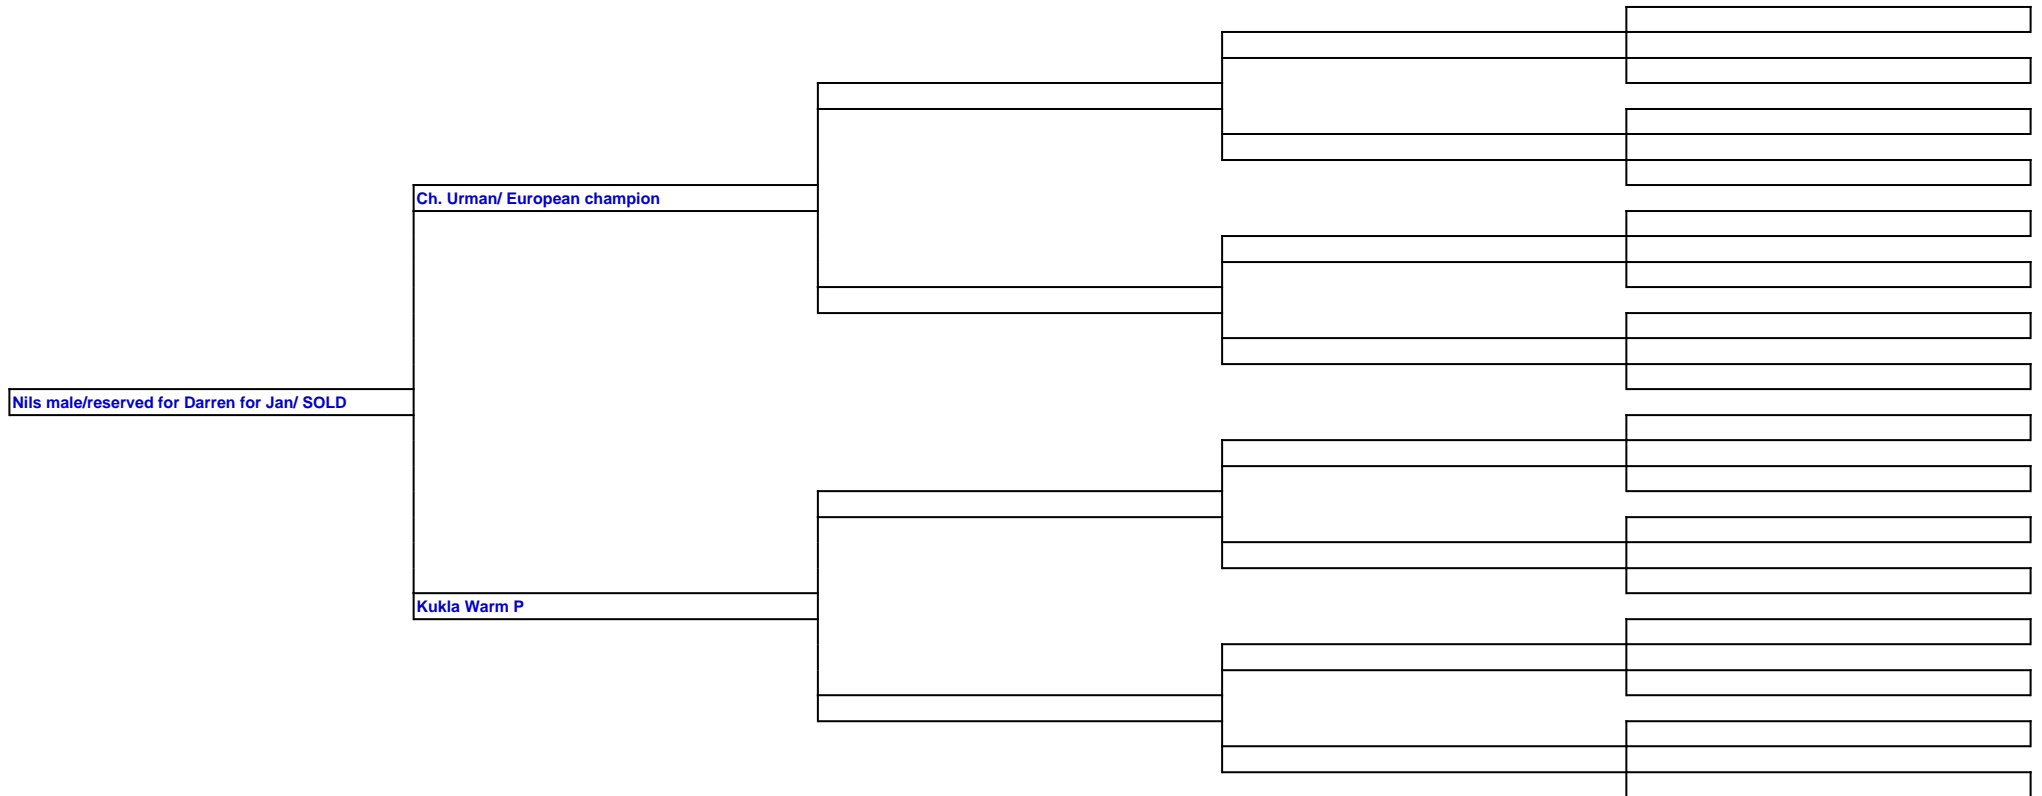 Ch. Urman/ European champion
Nils male/reserved for Darren for Jan/ SOLD
Kukla Warm P